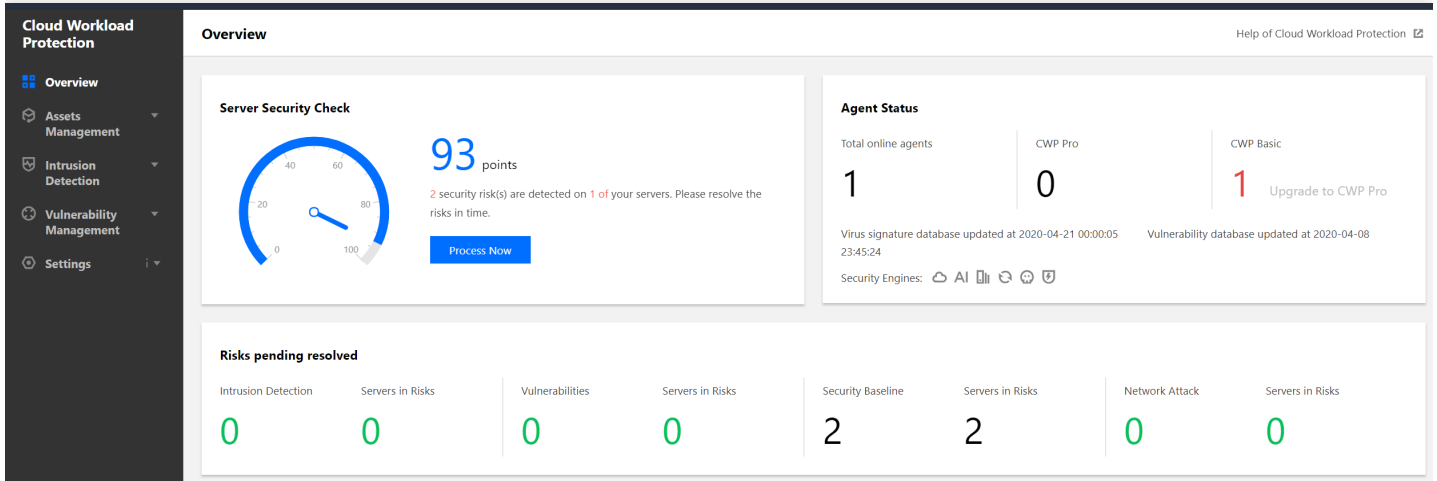 Cloud Workload
Protection
Overview
Assets
Management
Intrusion
Detection
Vulnerability
Management
Settings
Overview
Help of Cloud Workload Protection
Server Security Check
0
20
40
60
80
100
93 points
2 security risk(s) are detected on 1 of your servers. Please resolve the
risks in time.
Process Now
Agent Status
Total online agents
1
CWP Pro
0
CWP Basic
1 Upgrade to CWP Pro
Virus signature database updated at 2020-04-21 00:00:05
Vulnerability database updated at 2020-04-08
23:45:24
Security Engines: AI
Risks pending resolved
Intrusion Detection
0
Servers in Risks
0
Vulnerabilities
0
Servers in Risks
0
Security Baseline
2
Servers in Risks
2
Network Attack
0
Servers in Risks
0